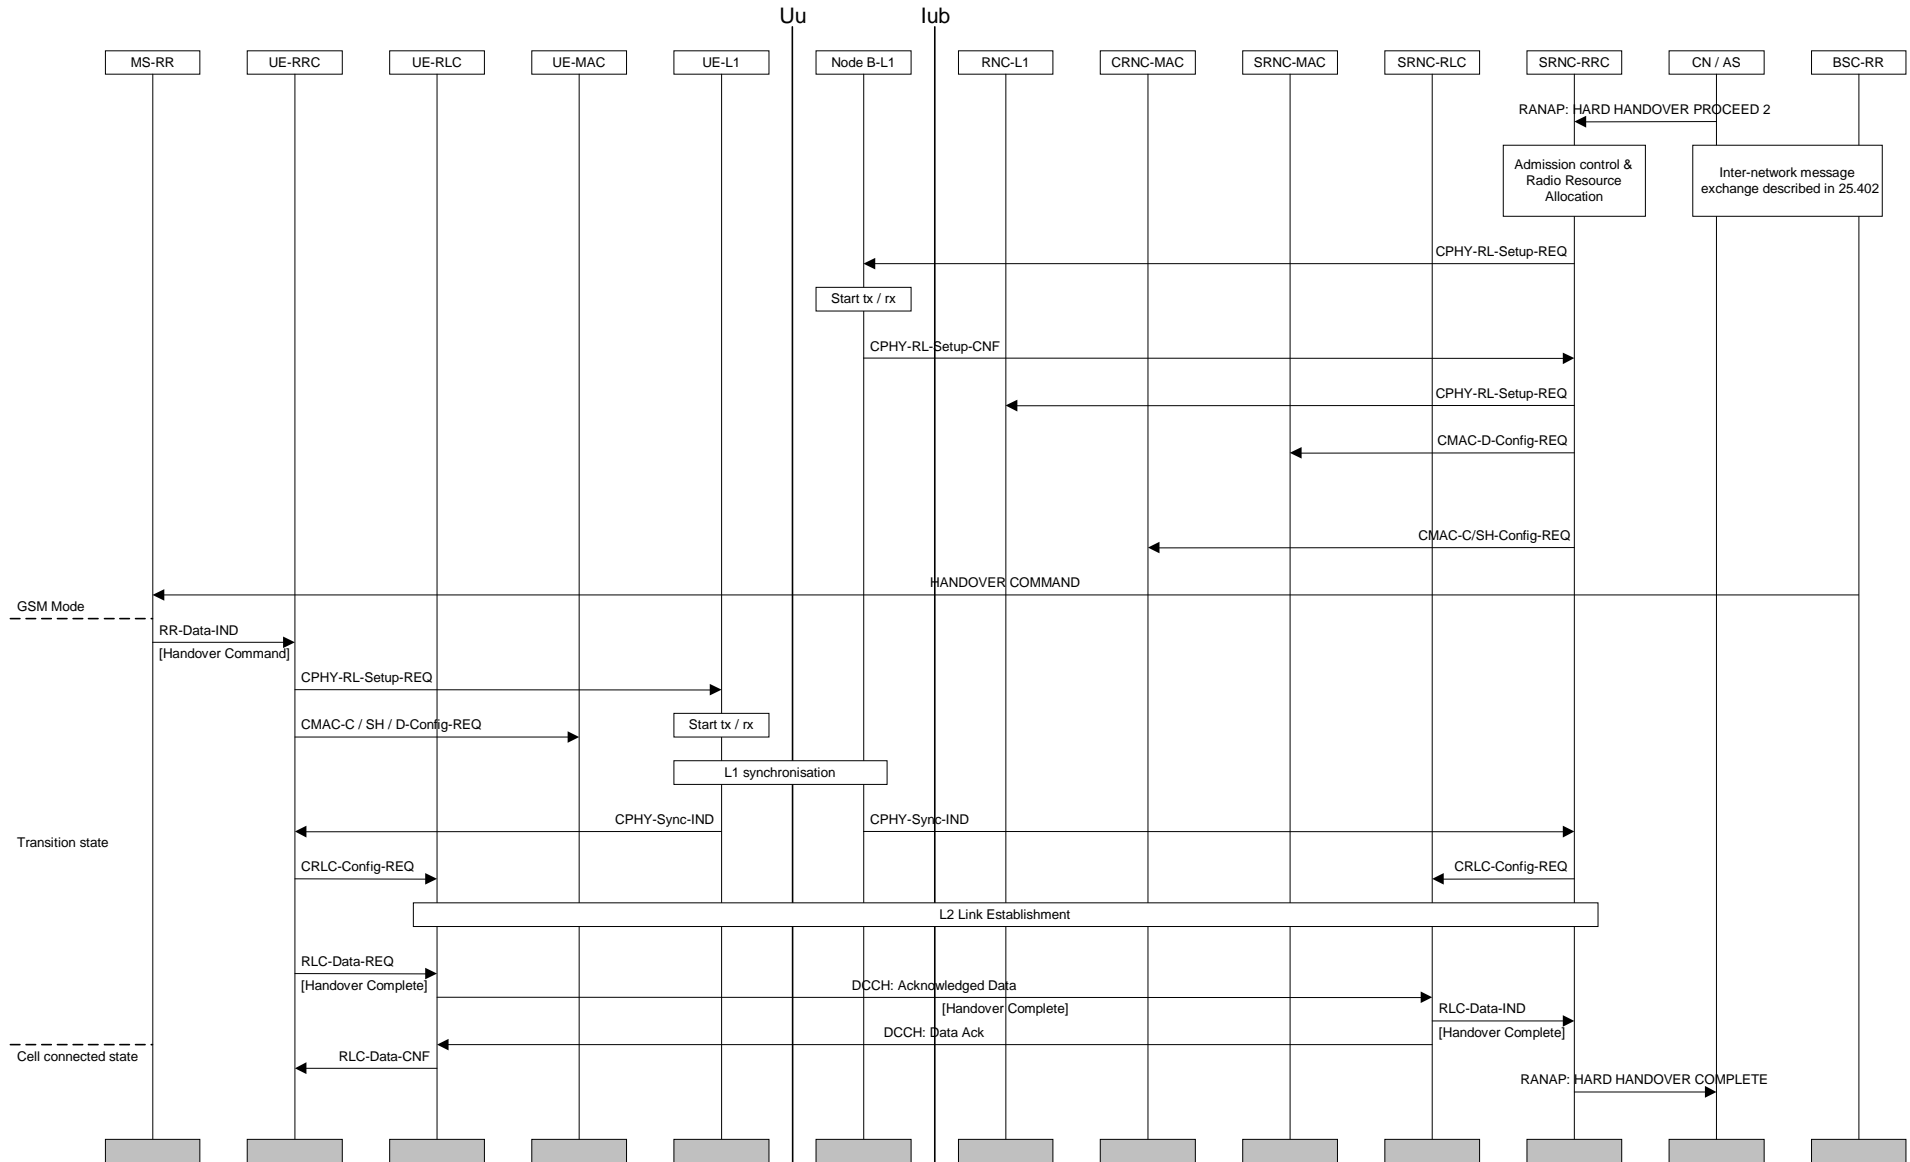 Uu
Iub
MS-RR
UE-RRC
UE-RLC
UE-MAC
UE-L1
Node B-L1
RNC-L1
CRNC-MAC
SRNC-MAC
SRNC-RLC
SRNC-RRC
CN / AS
BSC-RR
RANAP: HARD HANDOVER PROCEED 2
Admission control &
Radio Resource
Allocation
Inter-network message
exchange described in 25.402
CPHY-RL-Setup-REQ
Start tx / rx
CPHY-RL-Setup-CNF
CPHY-RL-Setup-REQ
CMAC-D-Config-REQ
CMAC-C/SH-Config-REQ
HANDOVER COMMAND
GSM Mode
RR-Data-IND
[Handover Command]
CPHY-RL-Setup-REQ
CMAC-C / SH / D-Config-REQ
Start tx / rx
L1 synchronisation
CPHY-Sync-IND
CPHY-Sync-IND
Transition state
CRLC-Config-REQ
CRLC-Config-REQ
L2 Link Establishment
RLC-Data-REQ
[Handover Complete]
DCCH: Acknowledged Data
[Handover Complete]
RLC-Data-IND
[Handover Complete]
DCCH: Data Ack
Cell connected state
RLC-Data-CNF
RANAP: HARD HANDOVER COMPLETE